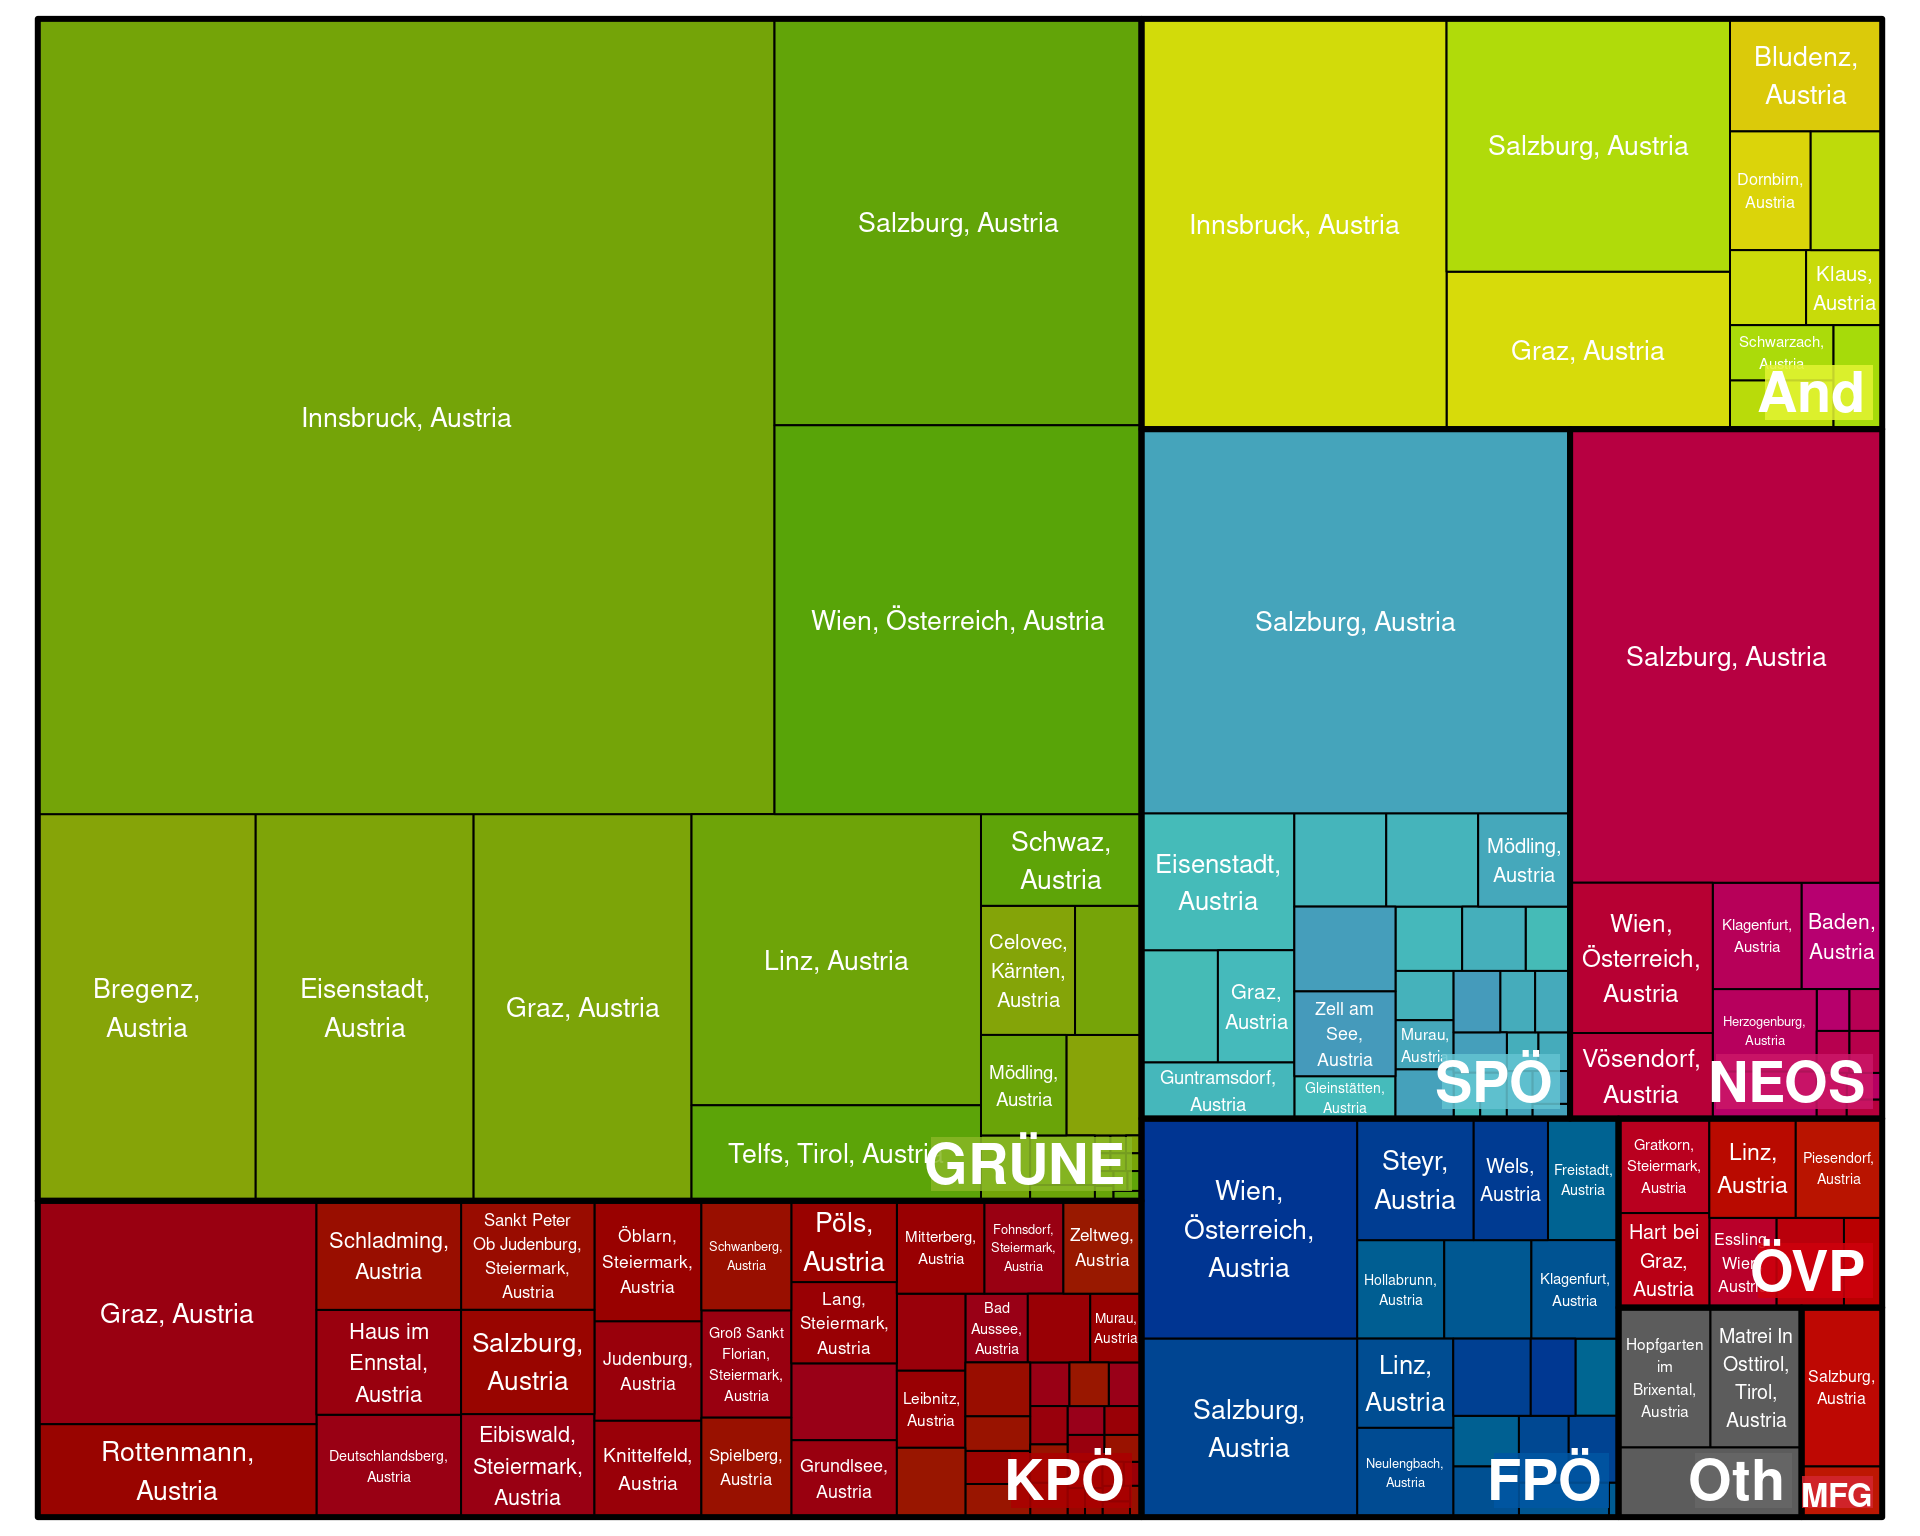 Innsbruck, Austria
Salzburg, Austria
Wien, Österreich, Austria
Bregenz,
Austria
Eisenstadt,
Austria
Graz, Austria
Linz, Austria
Telfs, Tirol, Austria
Schwaz,
Austria
Celovec,
Kärnten,
Austria
Mödling,
Austria
GRÜNE
Innsbruck, Austria
Salzburg, Austria
Graz, Austria
Bludenz,
Austria
Dornbirn,
Austria
Klaus,
Austria
Schwarzach,
Austria
And
Salzburg, Austria
Eisenstadt,
Austria
Graz,
Austria
Guntramsdorf,
Austria
Mödling,
Austria
Zell am
See,
Austria
Gleinstätten,
Austria
Murau,
Austria
SPÖ
Salzburg, Austria
Wien,
Österreich,
Austria
Vösendorf,
Austria
Klagenfurt,
Austria
Baden,
Austria
Herzogenburg,
Austria
NEOS
Graz, Austria
Rottenmann,
Austria
Schladming,
Austria
Haus im
Ennstal,
Austria
Deutschlandsberg,
Austria
Sankt Peter
Ob Judenburg,
Steiermark,
Austria
Salzburg,
Austria
Eibiswald,
Steiermark,
Austria
Öblarn,
Steiermark,
Austria
Judenburg,
Austria
Knittelfeld,
Austria
Schwanberg,
Austria
Groß Sankt
Florian,
Steiermark,
Austria
Spielberg,
Austria
Pöls,
Austria
Lang,
Steiermark,
Austria
Grundlsee,
Austria
Mitterberg,
Austria
Fohnsdorf,
Steiermark,
Austria
Zeltweg,
Austria
Bad
Aussee,
Austria
Murau,
Austria
Leibnitz,
Austria
KPÖ
Wien,
Österreich,
Austria
Salzburg,
Austria
Steyr,
Austria
Wels,
Austria
Freistadt,
Austria
Hollabrunn,
Austria
Klagenfurt,
Austria
Linz,
Austria
Neulengbach,
Austria
FPÖ
Gratkorn,
Steiermark,
Austria
Hart bei
Graz,
Austria
Linz,
Austria
Piesendorf,
Austria
Essling,
Wien,
Austria
ÖVP
Hopfgarten
im
Brixental,
Austria
Matrei In
Osttirol,
Tirol,
Austria
Oth
Salzburg,
Austria
MFG